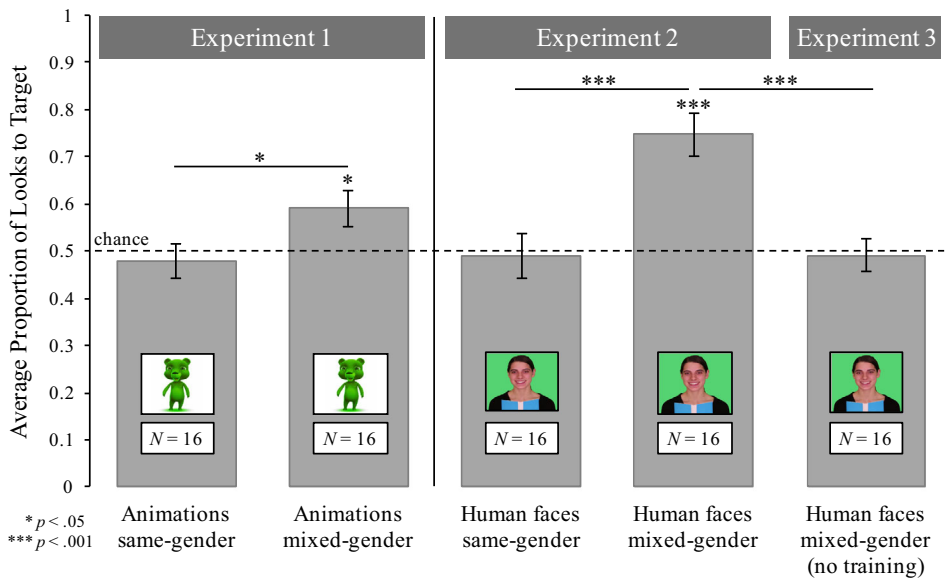 Experiment 1
Experiment 2
Experiment 3
Average Proportion of Looks to Target
1
0.9
0.8
0.7
0.6
0.5
0.4
0.3
0.2
0.1
0
chance
*
*
***
***
***
N = 16
N = 16
N = 16
N = 16
N = 16
Animations
same-gender
Animations
mixed-gender
Human faces
same-gender
Human faces
mixed-gender
Human faces
mixed-gender
(no training)
* p < .05
*** p < .001